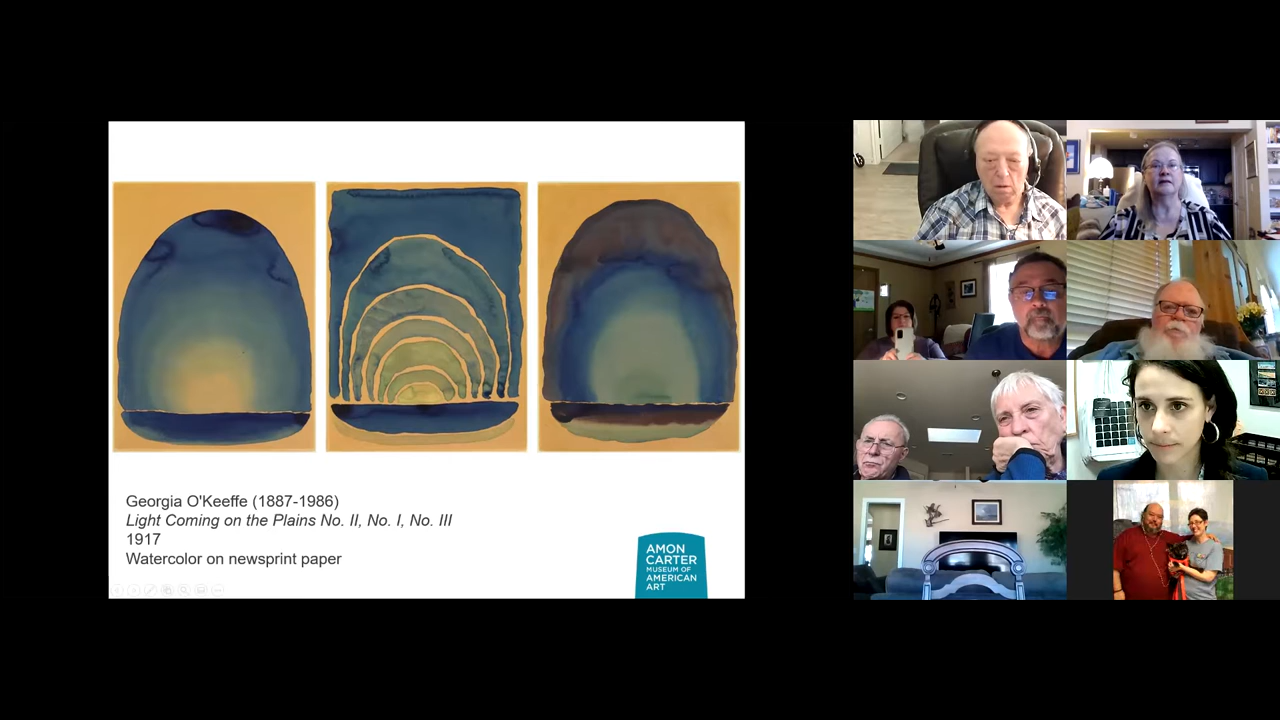 Georgia O'Keeffe (1887-1986)
Light Coming on the Plains No. II, No. I, No. III
1917
Watercolor on newsprint paper
AMON
CARTER
MUSEUM OF
AMERICAN
ART